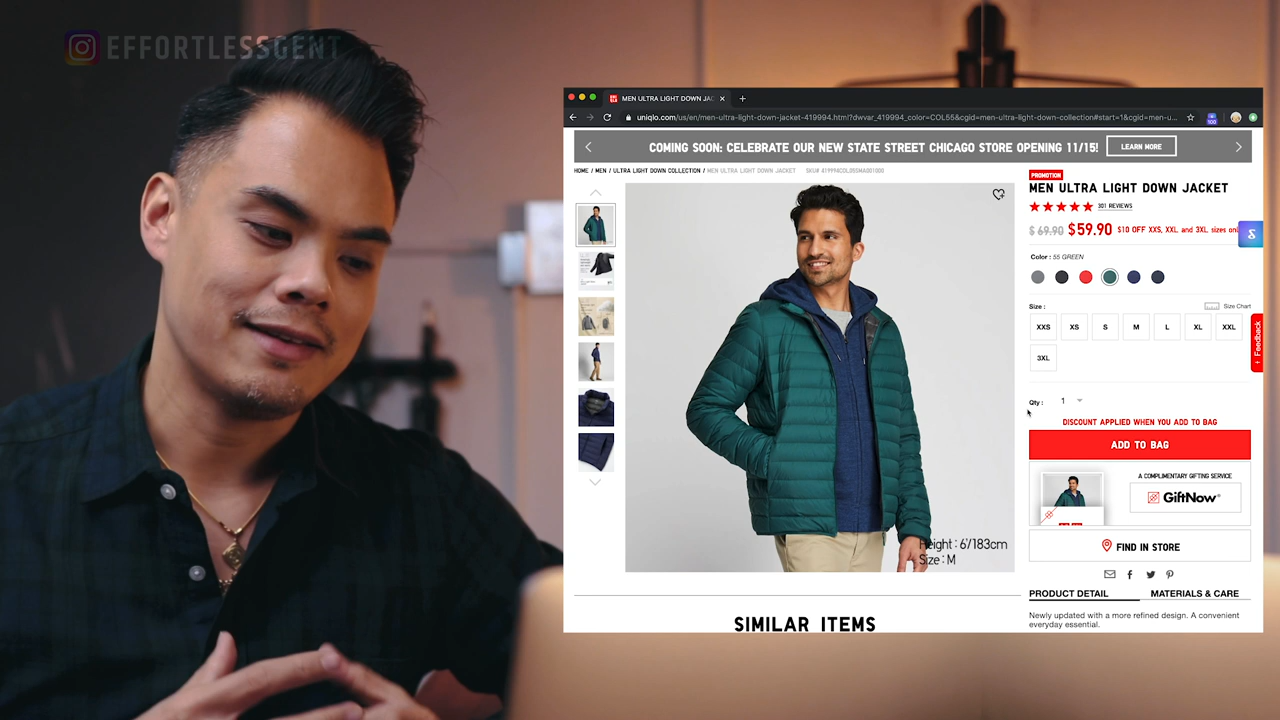 EFFORTLESSGENT
MEN ULTRA LIGHT DOWN JAC
uniqlo.com/us/en/men-ultra-light-down-jacket-419994.html?dwvar_419994_color=COL55&cgid=men-ultra-light-down-collection#start=1&cgid=men-u...
100
COMING SOON: CELEBRATE OUR NEW STATE STREET CHICAGO STORE OPENING 11/15!
LEARN MORE
HOME / MEN / ULTRA LIGHT DOWN COLLECTION / MEN ULTRA LIGHT DOWN JACKET
PROMOTION
MEN ULTRA LIGHT DOWN JACKET
301 REVIEWS
$ 69.90 $59.90 $10 OFF XXS, XXL and 3XL sizes
Color : 55 GREEN
Size :
Size Chart
XXS XS S M L XL XXL
3XL
+ Feedback
Qty : 1
DISCOUNT APPLIED WHEN YOU ADD TO BAG
ADD TO BAG
A COMPLIMENTARY GIFTING SERVICE
GiftNow
FIND IN STORE
Height : 6'/183cm
Size : M
PRODUCT DETAIL MATERIALS & CARE
Newly updated with a more refined design. A convenient
everyday essential.
SIMILAR ITEMS